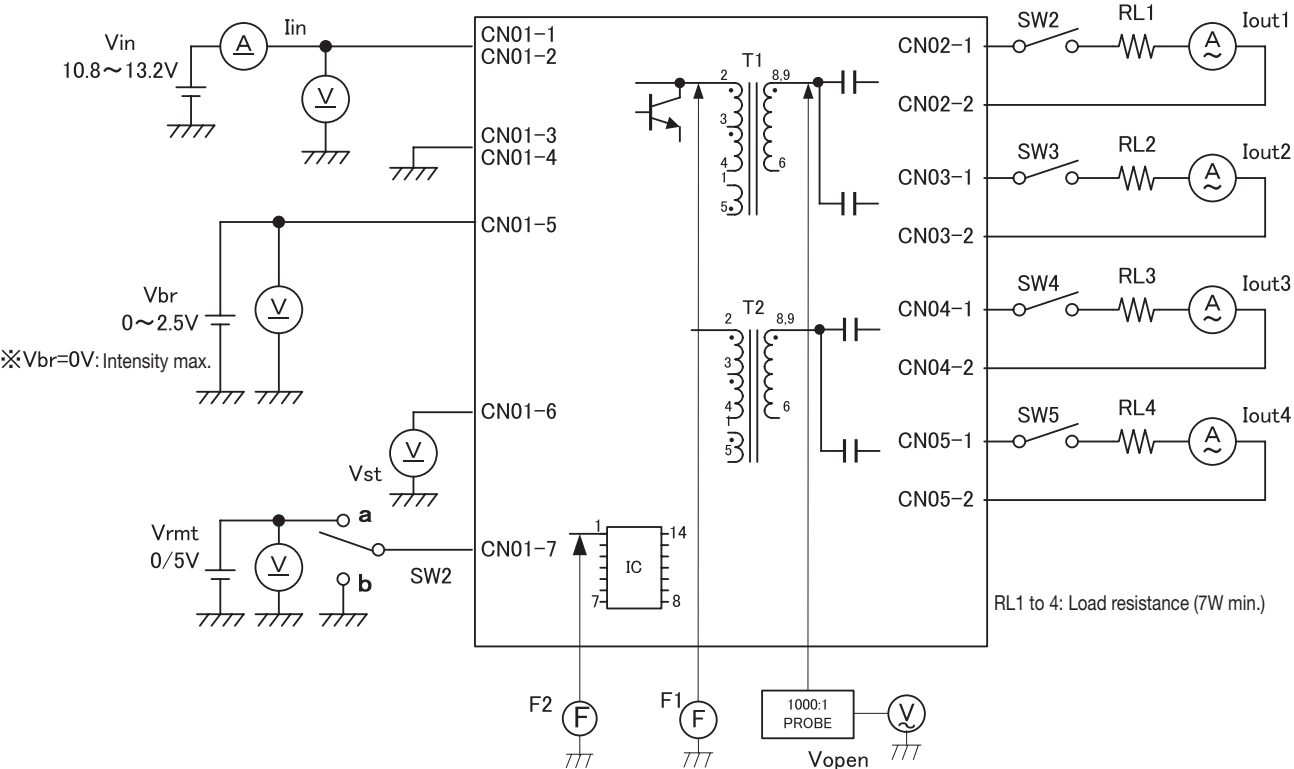 Vin
10.8～13.2V
A
Iin
V
CN01-1
CN01-2
CN01-3
CN01-4
CN01-5
Vbr
0～2.5V
V
※Vbr=0V: Intensity max.
CN01-6
V
Vst
Vrmt
0/5V
V
a
b
SW2
CN01-7
T1
2
8,9
3
4
6
1
5
T2
2
8,9
3
4
6
1
5
1
14
IC
7
8
CN02-1
SW2
RL1
A
~
Iout1
CN02-2
CN03-1
SW3
RL2
A
~
Iout2
CN03-2
CN04-1
SW4
RL3
A
~
Iout3
CN04-2
CN05-1
SW5
RL4
A
~
Iout4
CN05-2
RL1 to 4: Load resistance (7W min.)
F2
F
F1
F
1000:1
PROBE
V
~
Vopen